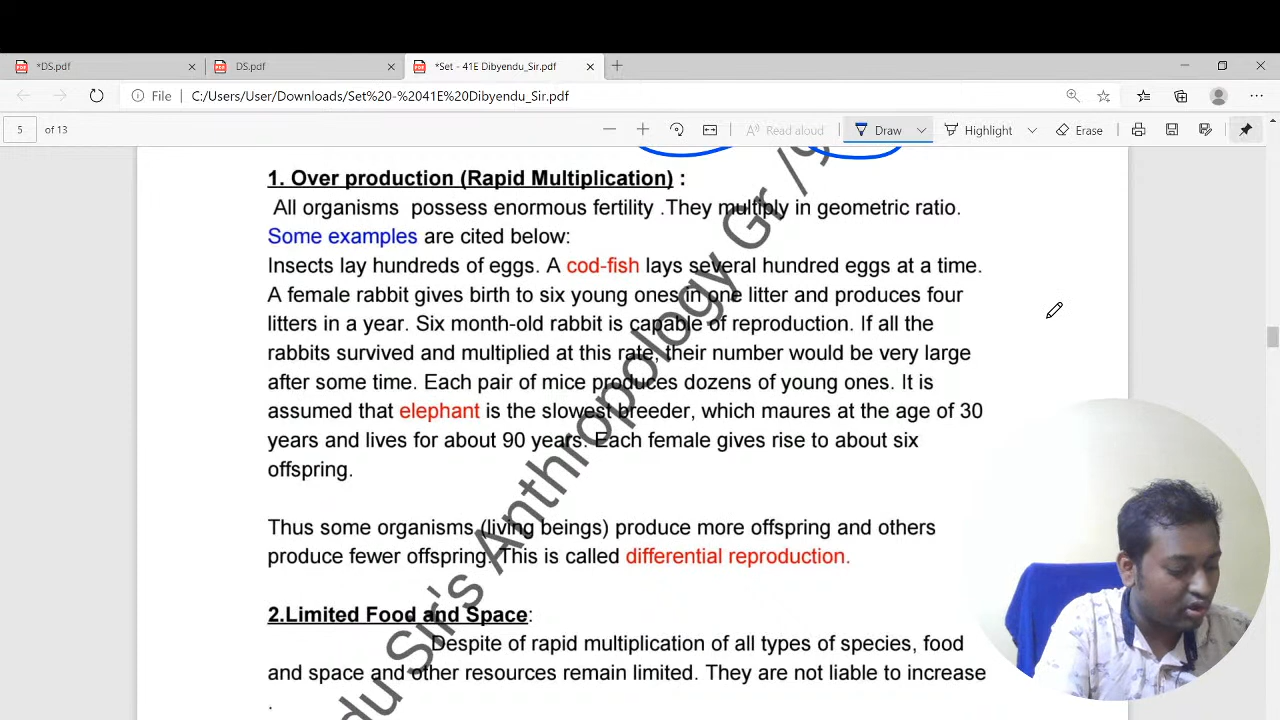 *DS.pdf
DS.pdf
*Set - 41E Dibyendu_Sir.pdf
File
C:/Users/User/Downloads/Set%20-%2041E%20Dibyendu_Sir.pdf
5 of 13
Read aloud
Draw
Highlight
Erase
1. Over production (Rapid Multiplication) :
All organisms possess enormous fertility .They multiply in geometric ratio.
Some examples are cited below:
Insects lay hundreds of eggs. A cod-fish lays several hundred eggs at a time.
A female rabbit gives birth to six young ones in one litter and produces four
litters in a year. Six month-old rabbit is capable of reproduction. If all the
rabbits survived and multiplied at this rate, their number would be very large
after some time. Each pair of mice produces dozens of young ones. It is
assumed that elephant is the slowest breeder, which maures at the age of 30
years and lives for about 90 years. Each female gives rise to about six
offspring.
Thus some organisms (living beings) produce more offspring and others
produce fewer offspring. This is called differential reproduction.
2.Limited Food and Space:
Despite of rapid multiplication of all types of species, food
and space and other resources remain limited. They are not liable to increase
.
du Sir's Anthropology Gr /g